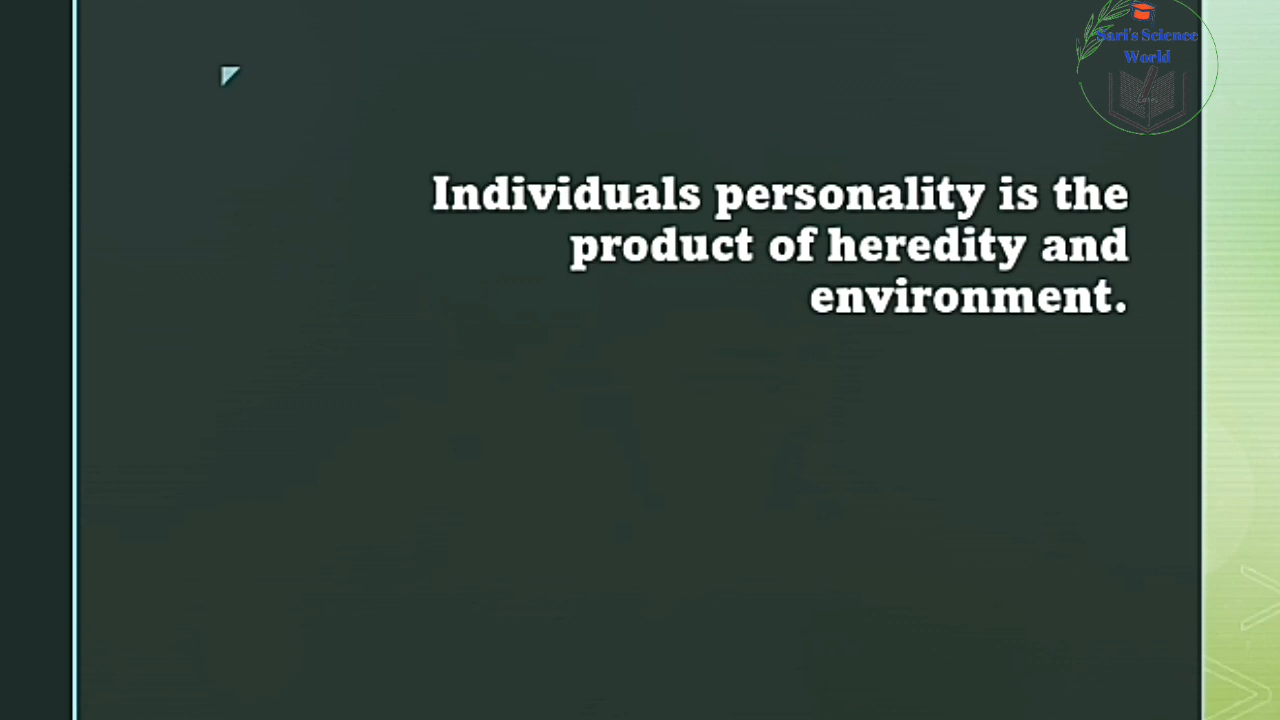 Sari's Science
World
Individuals personality is the
product of heredity and
environment.